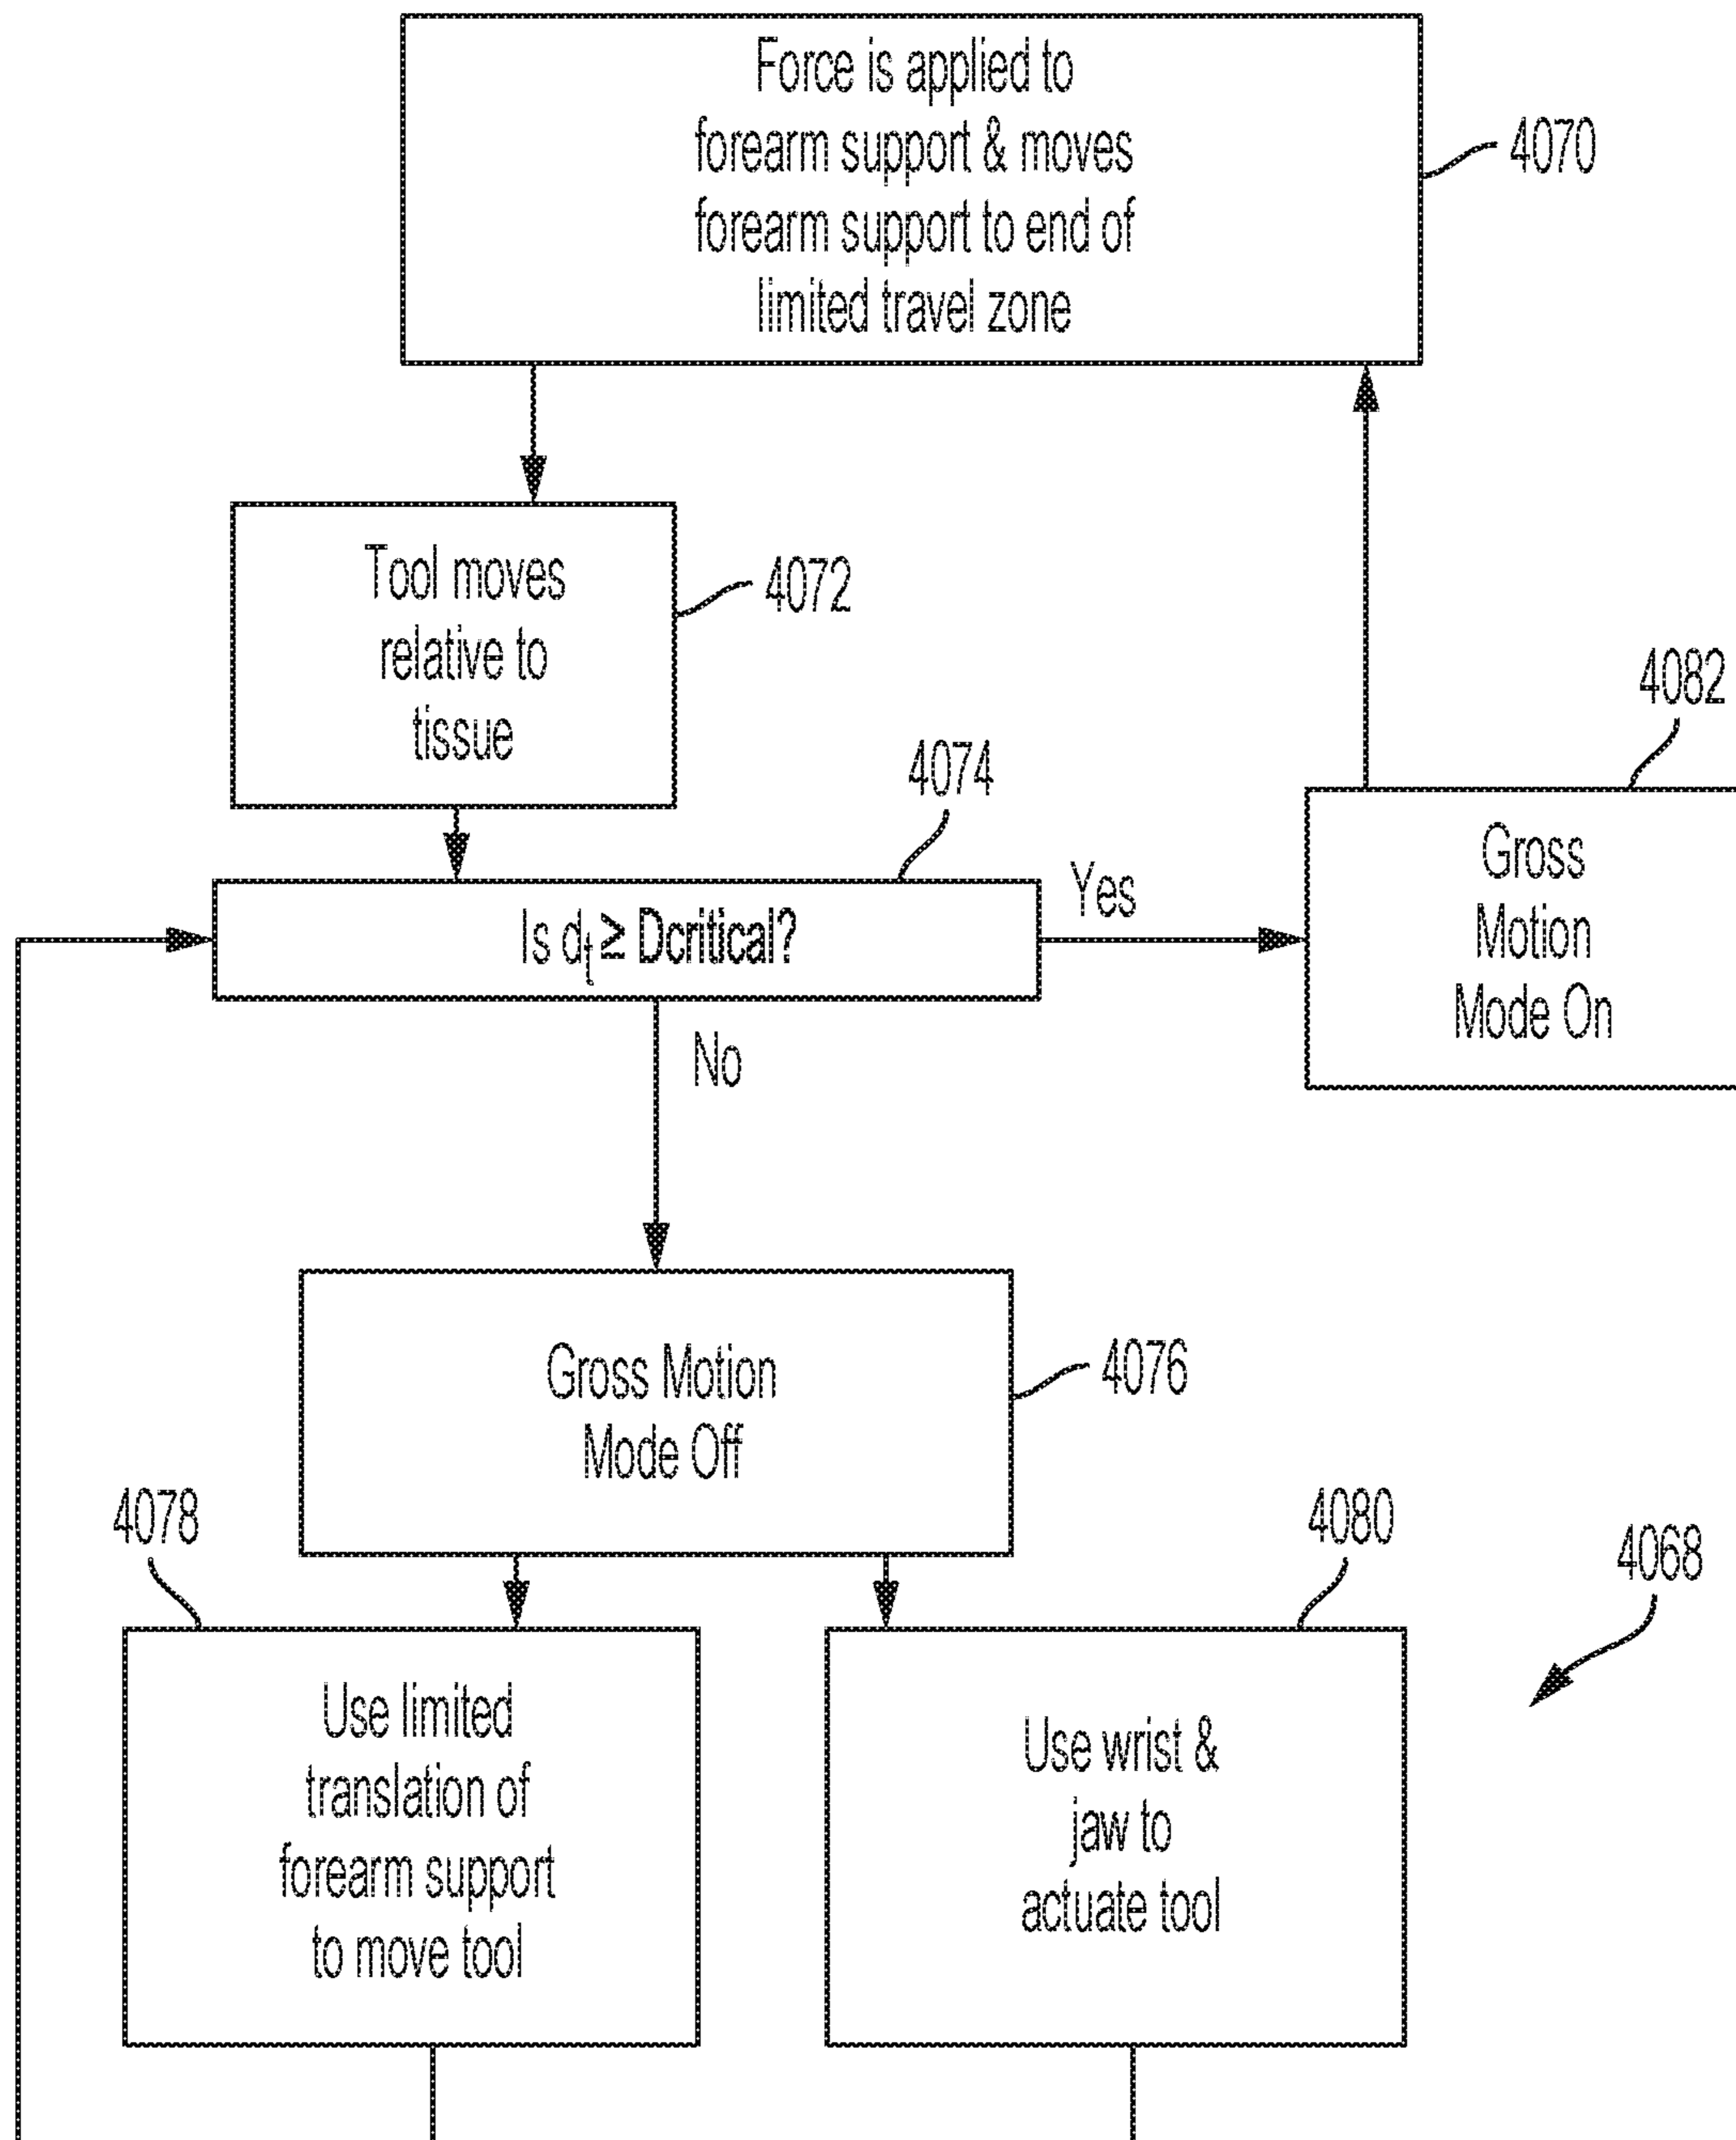 Force is applied to
forearm support & moves
forearm support to end of
limited travel zone
4070
Tool moves
relative to
tissue
4072
4074
Is dt ≥ Dcritical?
Yes
4082
Gross
Motion
Mode On
No
Gross Motion
Mode Off
4076
4078
Use limited
translation of
forearm support
to move tool
4080
Use wrist &
jaw to
actuate tool
4068